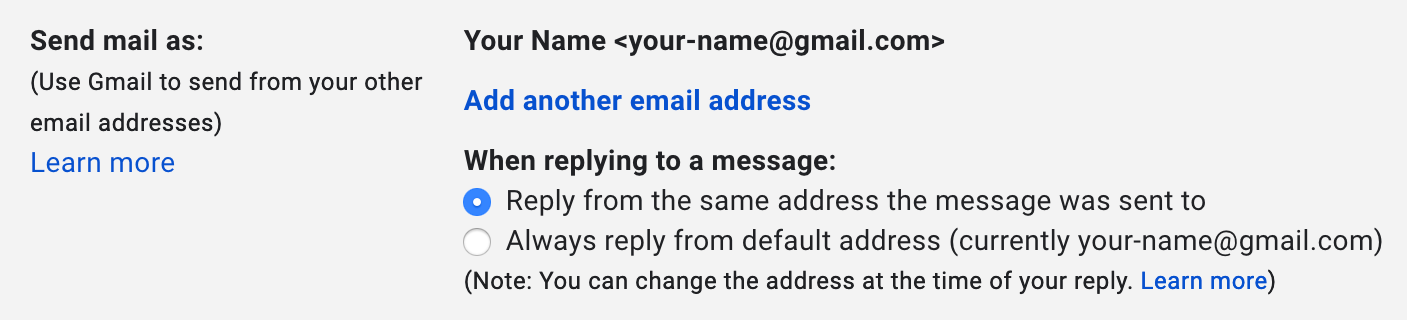 Send mail as:
(Use Gmail to send from your other
email addresses)
Learn more
Your Name <your-name@gmail.com>
Add another email address
When replying to a message:
Reply from the same address the message was sent to
Always reply from default address (currently your-name@gmail.com)
(Note: You can change the address at the time of your reply. Learn more)